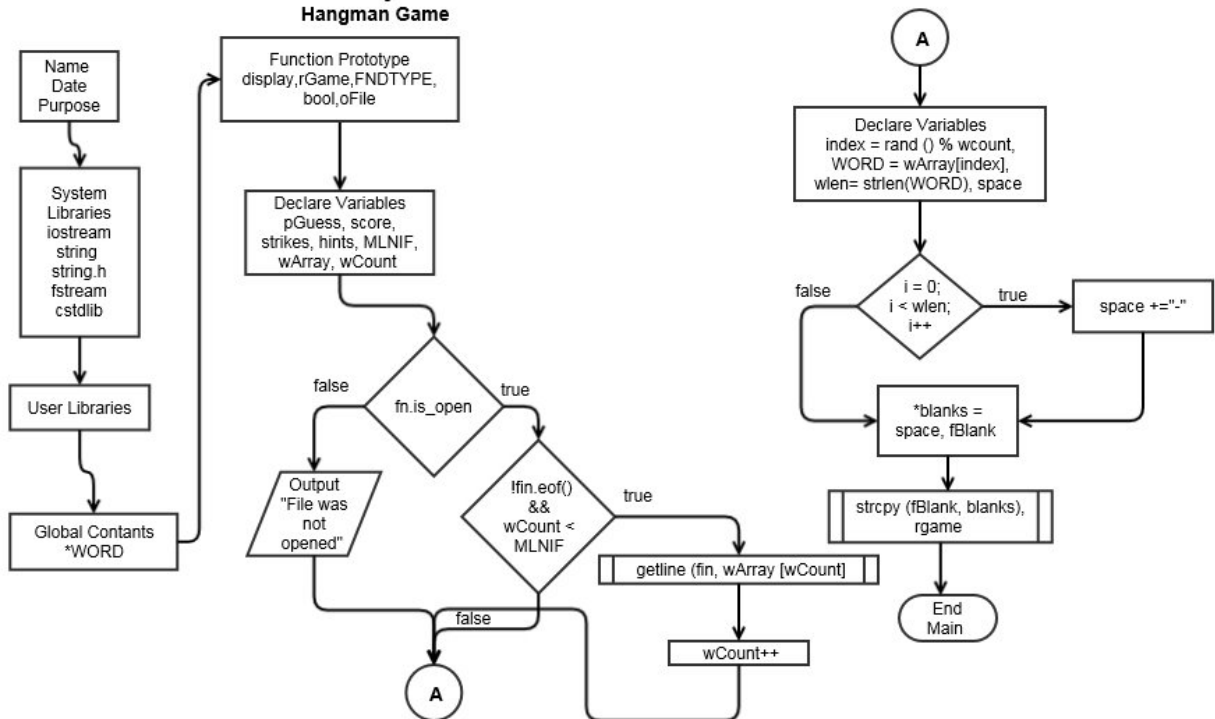 Hangman Game
Name
Date
Purpose
System
Libraries
iostream
string
string.h
fstream
cstdlib
User Libraries
Global Contants
*WORD
Function Prototype
display,rGame,FNDTYPE,
bool,oFile
Declare Variables
pGuess, score,
strikes, hints, MLNIF,
wArray, wCount
fn.is_open
false
true
Output
"File was
not
opened"
!fin.eof()
&&
wCount <
MLNIF
true
false
getline (fin, wArray [wCount]
wCount++
A
A
Declare Variables
index = rand () % wcount,
WORD = wArray[index],
wlen= strlen(WORD), space
i = 0;
i < wlen;
i++
false
true
space +="-"
*blanks =
space, fBlank
strcpy (fBlank, blanks),
rgame
End
Main